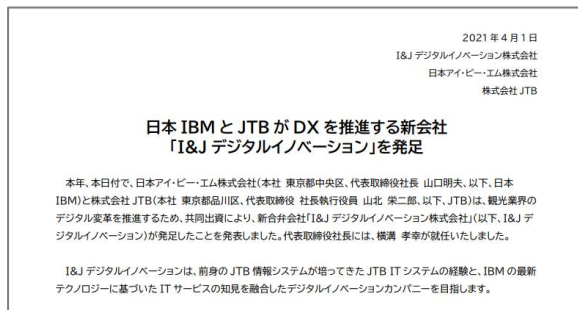 2021年4月1日
I&Jデジタルイノベーション株式会社
日本アイ・ビー・エム株式会社
株式会社JTB
日本IBMとJTBがDXを推進する新会社
「I&Jデジタルイノベーション」を発足
本年、本日付で、日本アイ・ビー・エム株式会社(本社 東京都中央区、代表取締役社長 山口明夫、以下、日本
IBM)と株式会社JTB(本社 東京都品川区、代表取締役 社長執行役員 山北 栄二郎、以下、JTB)は、観光業界の
デジタル変革を推進するため、共同出資により、新合弁会社「I&Jデジタルイノベーション株式会社」(以下、I&Jデ
ジタルイノベーション)が発足したことを発表しました。代表取締役社長には、横溝 孝幸が就任いたしました。
I&Jデジタルイノベーションは、前身のJTB情報システムが培ってきたJTB ITシステムの経験と、IBMの最新
テクノロジーに基づいたITサービスの知見を融合したデジタルイノベーションカンパニーを目指します。